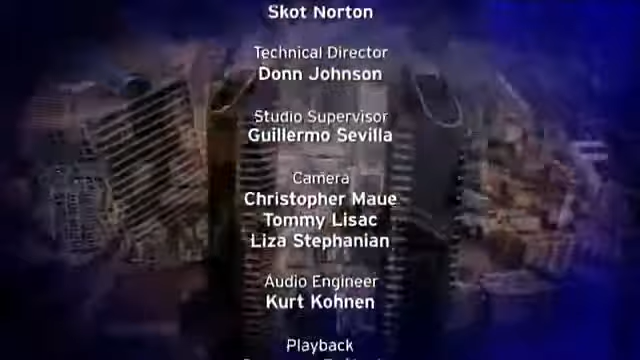 Skot Norton
Technical Director
Donn Johnson
Studio Supervisor
Guillermo Sevilla
Camera
Christopher Maue
Tommy Lisac
Liza Stephanian
Audio Engineer
Kurt Kohnen
Playback